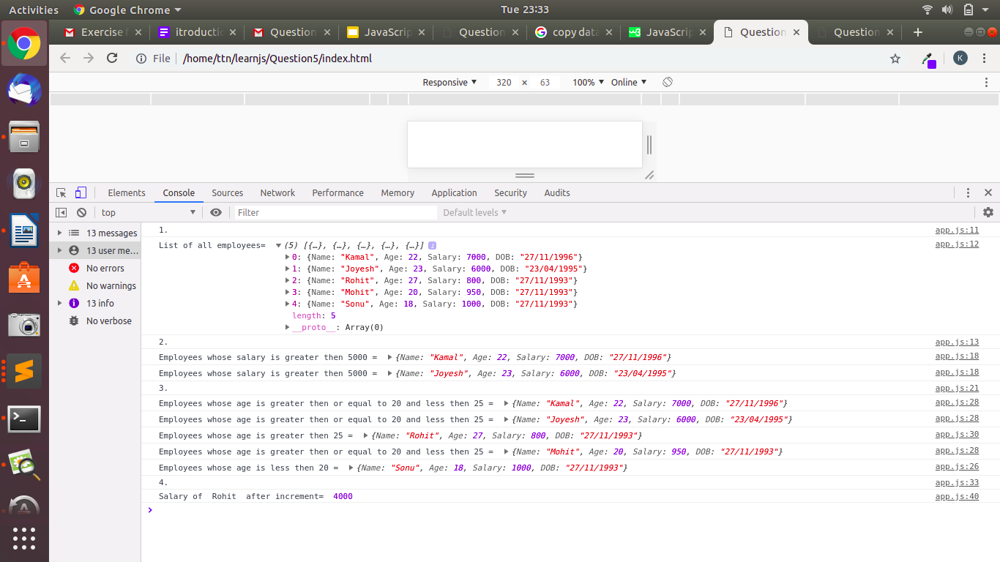 Activities Google Chrome Tue 23:33
Exercise f itroductio Question JavaScrip Question copy data JavaScrip Question Question
File /home/ttn/learnjs/Question5/index.html K
Responsive 320 × 63 100% Online
Elements Console Sources Network Performance Memory Application Security Audits
top Filter Default levels
13 messages
13 user me...
No errors
No warnings
13 info
No verbose
1. app.js:11
List of all employees= (5) [{…}, {…}, {…}, {…}, {…}] i app.js:12
0: {Name: "Kamal", Age: 22, Salary: 7000, DOB: "27/11/1996"}
1: {Name: "Joyesh", Age: 23, Salary: 6000, DOB: "23/04/1995"}
2: {Name: "Rohit", Age: 27, Salary: 800, DOB: "27/11/1993"}
3: {Name: "Mohit", Age: 20, Salary: 950, DOB: "27/11/1993"}
4: {Name: "Sonu", Age: 18, Salary: 1000, DOB: "27/11/1993"}
length: 5
__proto__: Array(0)
2. app.js:13
Employees whose salary is greater then 5000 = {Name: "Kamal", Age: 22, Salary: 7000, DOB: "27/11/1996"} app.js:18
Employees whose salary is greater then 5000 = {Name: "Joyesh", Age: 23, Salary: 6000, DOB: "23/04/1995"} app.js:18
3. app.js:21
Employees whose age is greater then or equal to 20 and less then 25 = {Name: "Kamal", Age: 22, Salary: 7000, DOB: "27/11/1996"} app.js:28
Employees whose age is greater then or equal to 20 and less then 25 = {Name: "Joyesh", Age: 23, Salary: 6000, DOB: "23/04/1995"} app.js:28
Employees whose age is greater then 25 = {Name: "Rohit", Age: 27, Salary: 800, DOB: "27/11/1993"} app.js:30
Employees whose age is greater then or equal to 20 and less then 25 = {Name: "Mohit", Age: 20, Salary: 950, DOB: "27/11/1993"} app.js:28
Employees whose age is less then 20 = {Name: "Sonu", Age: 18, Salary: 1000, DOB: "27/11/1993"} app.js:26
4. app.js:33
Salary of Rohit after increment= 4000 app.js:40